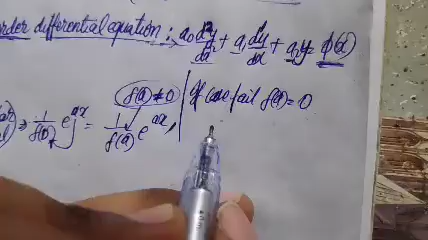 order differential equation : a₀ d²y/dx² + a₁ dy/dx + a₂y = φ(x)
f(a) ≠ 0
If case fail f(a) = 0
⇒ 1/f(D) e^ax = 1/f(a) e^ax,